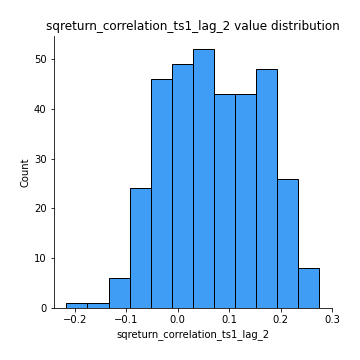 sqreturn_correlation_ts1_lag_2 value distribution
50
40
30
20
10
0
Count
−0.2 −0.1 0.0 0.1 0.2 0.3
sqreturn_correlation_ts1_lag_2